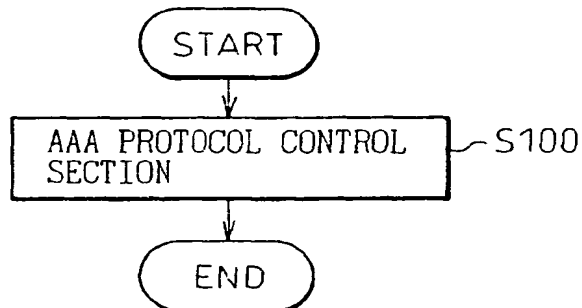 START
AAA PROTOCOL CONTROL
SECTION
S100
END